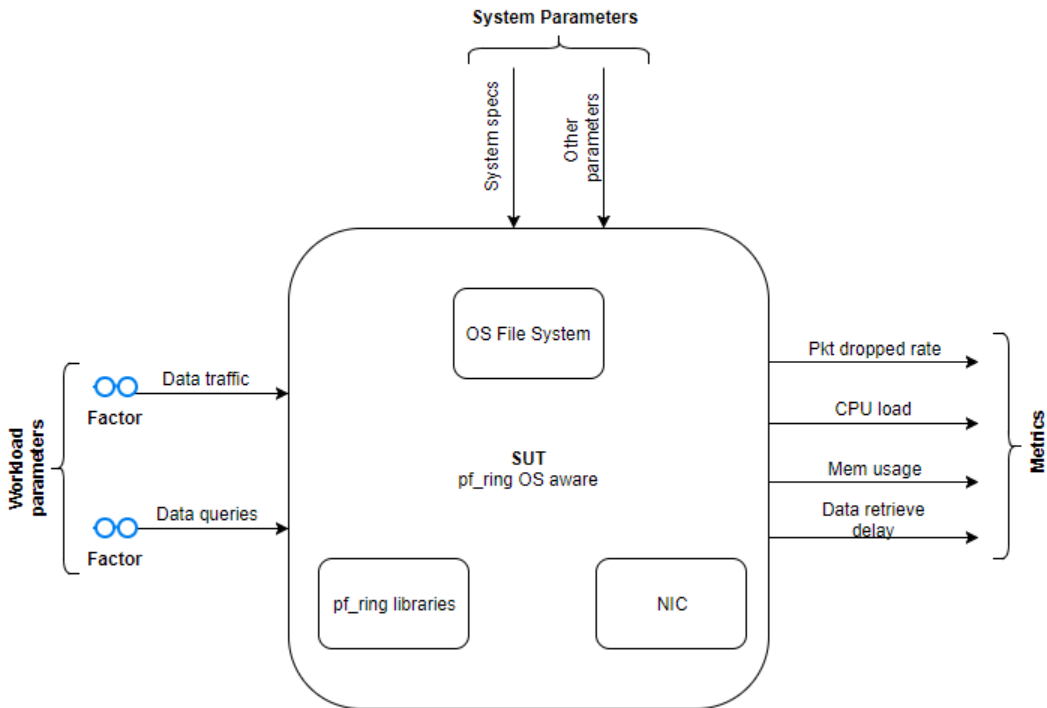 System Parameters
System specs
Other
parameters
OS File System
Workload
parameters
Data traffic
Factor
Data queries
Factor
SUT
pf_ring OS aware
pf_ring libraries
NIC
Pkt dropped rate
CPU load
Mem usage
Data retrieve
delay
Metrics